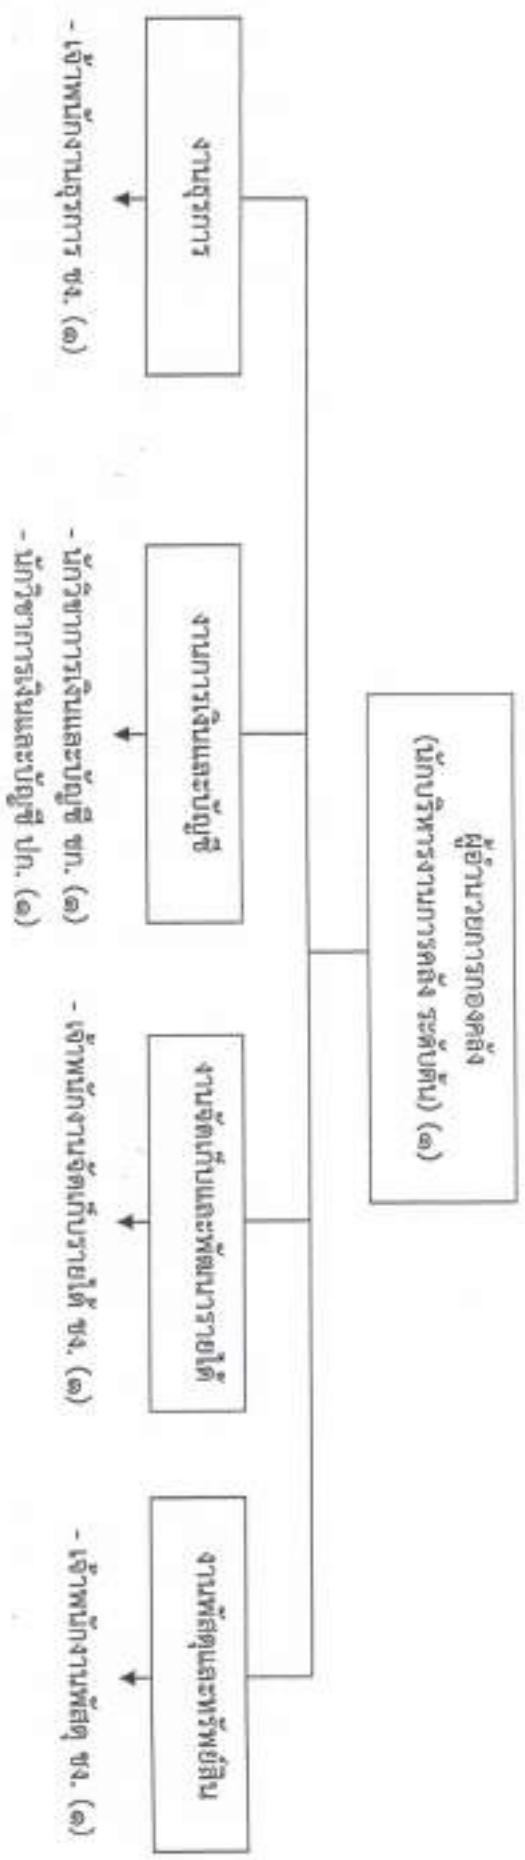 ผู้อำนวยการกองคลัง
(นักบริหารงานการคลัง ระดับต้น) (๑)
งานธุรการ
- เจ้าพนักงานธุรการ ชง. (๑)
งานการเงินและบัญชี
- นักวิชาการเงินและบัญชี ชก. (๑)
- นักวิชาการเงินและบัญชี ปก. (๑)
งานจัดเก็บและพัฒนารายได้
- เจ้าพนักงานจัดเก็บรายได้ ชง. (๑)
งานพัสดุและทรัพย์สิน
- เจ้าพนักงานพัสดุ ชง. (๑)